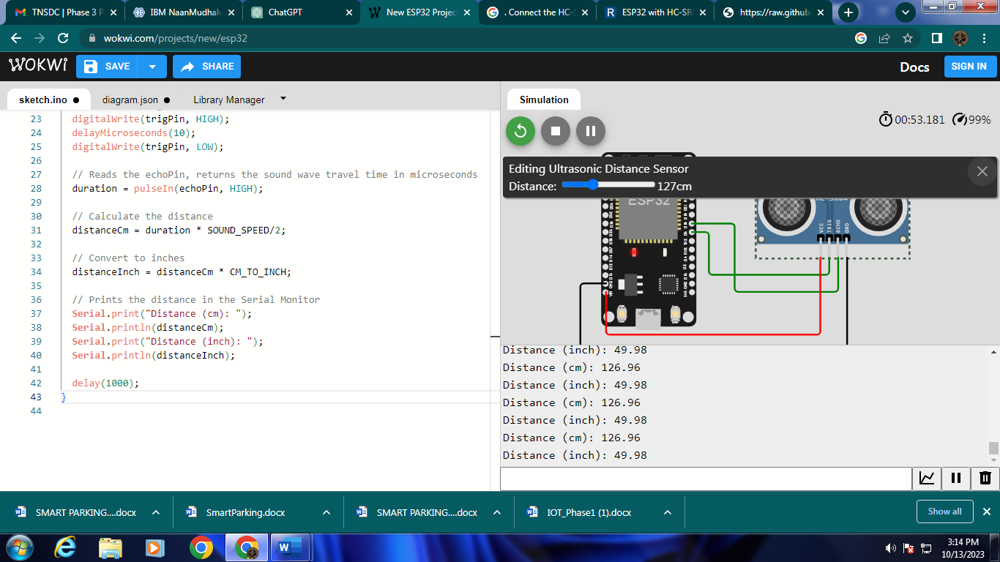 TNSDC | Phase 3 P
IBM NaanMudhal
ChatGPT
New ESP32 Projec
. Connect the HC-S
ESP32 with HC-SR
https://raw.githubu
wokwi.com/projects/new/esp32
WOKWI
SAVE
SHARE
Docs
SIGN IN
sketch.ino
diagram.json
Library Manager
Simulation
23 digitalWrite(trigPin, HIGH);
24 delayMicroseconds(10);
25 digitalWrite(trigPin, LOW);
26
27 // Reads the echoPin, returns the sound wave travel time in microseconds
28 duration = pulseIn(echoPin, HIGH);
29
30 // Calculate the distance
31 distanceCm = duration * SOUND_SPEED/2;
32
33 // Convert to inches
34 distanceInch = distanceCm * CM_TO_INCH;
35
36 // Prints the distance in the Serial Monitor
37 Serial.print("Distance (cm): ");
38 Serial.println(distanceCm);
39 Serial.print("Distance (inch): ");
40 Serial.println(distanceInch);
41
42 delay(1000);
43 }
44
00:53.181
99%
Editing Ultrasonic Distance Sensor
Distance: 127cm
ESP32
VCC
TRIG
ECHO
GND
Distance (inch): 49.98
Distance (cm): 126.96
Distance (inch): 49.98
Distance (cm): 126.96
Distance (inch): 49.98
Distance (cm): 126.96
Distance (inch): 49.98
SMART PARKING....docx
SmartParking.docx
SMART PARKING....docx
IOT_Phase1 (1).docx
Show all
3:14 PM
10/13/2023